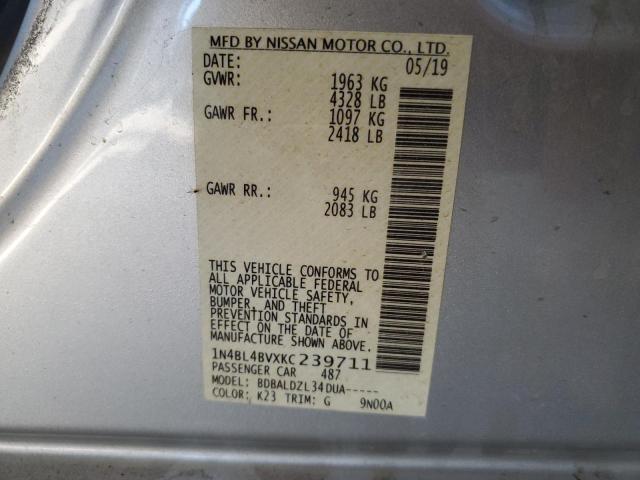 MFD BY NISSAN MOTOR CO., LTD.
DATE: 05/19
GVWR: 1963 KG
4328 LB
GAWR FR.: 1097 KG
2418 LB
GAWR RR.: 945 KG
2083 LB
THIS VEHICLE CONFORMS TO
ALL APPLICABLE FEDERAL
MOTOR VEHICLE SAFETY,
BUMPER, AND THEFT
PREVENTION STANDARDS IN
EFFECT ON THE DATE OF
MANUFACTURE SHOWN ABOVE.
1N4BL4BVXKC239711
PASSENGER CAR 487
MODEL: BDBALDZL34DUA-----
COLOR: K23 TRIM: G 9N00A